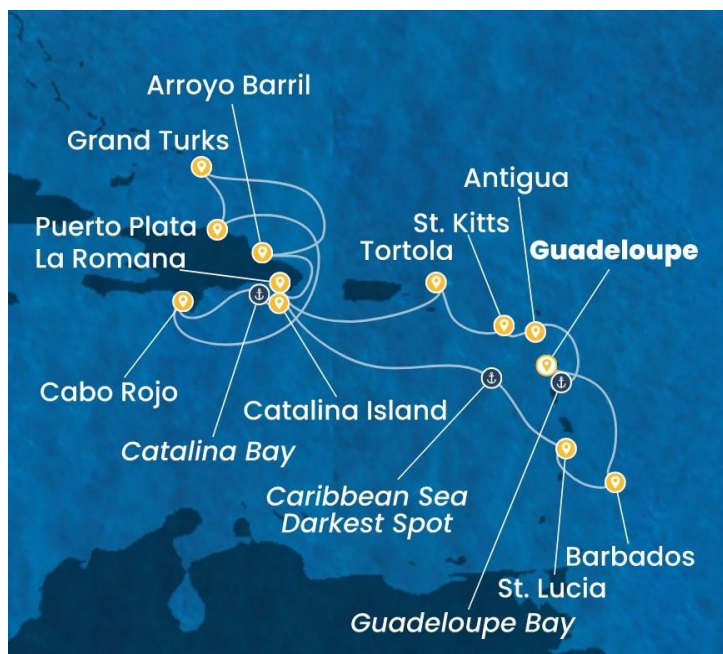 Arroyo Barril
Grand Turks
Antigua
St. Kitts
Puerto Plata
Tortola
Guadeloupe
La Romana
Cabo Rojo
Catalina Island
Catalina Bay
Caribbean Sea
Darkest Spot
Barbados
St. Lucia
Guadeloupe Bay